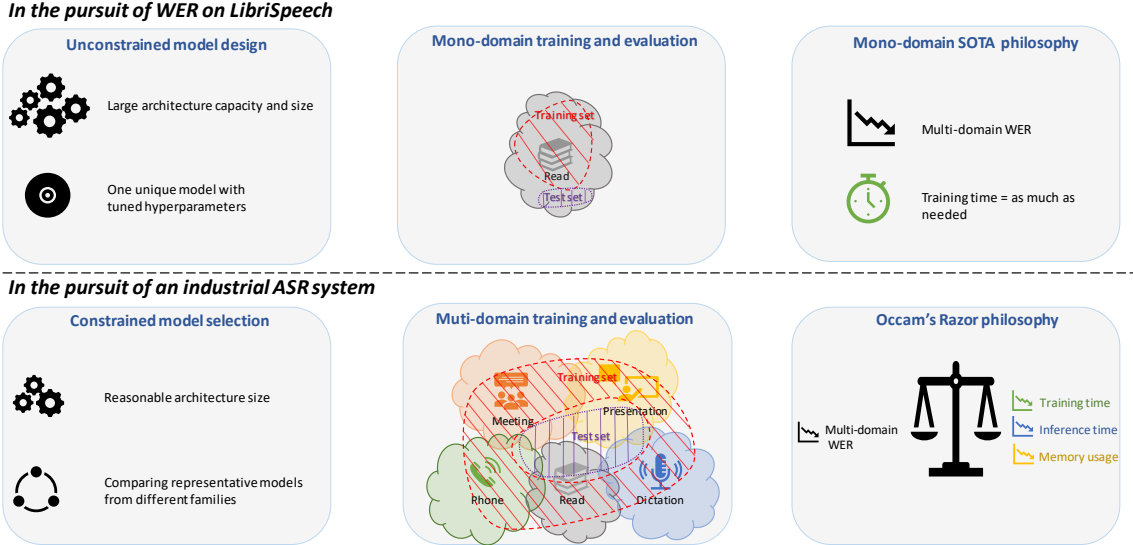 In the pursuit of WER on LibriSpeech
Unconstrained model design
Large architecture capacity and size
One unique model with
tuned hyperparameters
Mono-domain training and evaluation
Training set
Read
Test set
Mono-domain SOTA philosophy
Multi-domain WER
Training time = as much as
needed
In the pursuit of an industrial ASR system
Constrained model selection
Reasonable architecture size
Comparing representative models
from different families
Muti-domain training and evaluation
Training set
Meeting
Presentation
Test set
Phone
Read
Dictation
Occam's Razor philosophy
Multi-domain
WER
Training time
Inference time
Memory usage